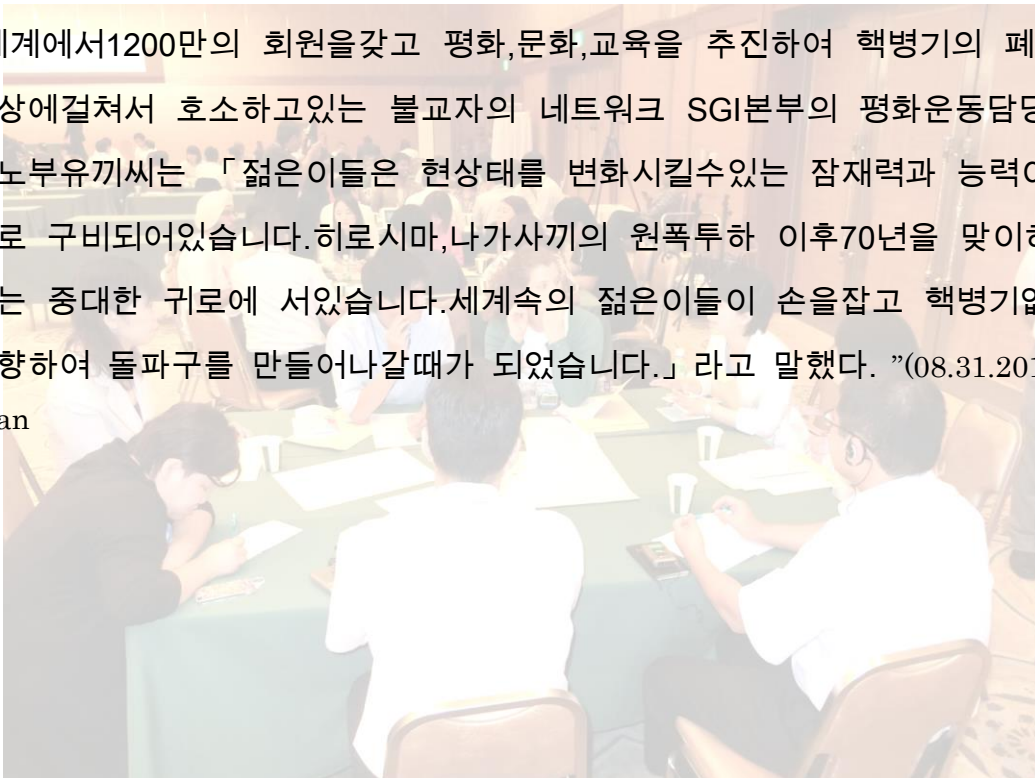 계에서1200만의 회원을갖고 평화,문화,교육을 추진하여 핵병기의 폐
상에걸쳐서 호소하고있는 불교자의 네트워크 SGI본부의 평화운동담당
노부유끼씨는 「젊은이들은 현상태를 변화시킬수있는 잠재력과 능력이
로 구비되어있습니다.히로시마,나가사끼의 원폭투하 이후70년을 맞이하
는 중대한 귀로에 서있습니다.세계속의 젊은이들이 손을잡고 핵병기없
향하여 돌파구를 만들어나갈때가 되었습니다.」라고 말했다. ”(08.31.201
an